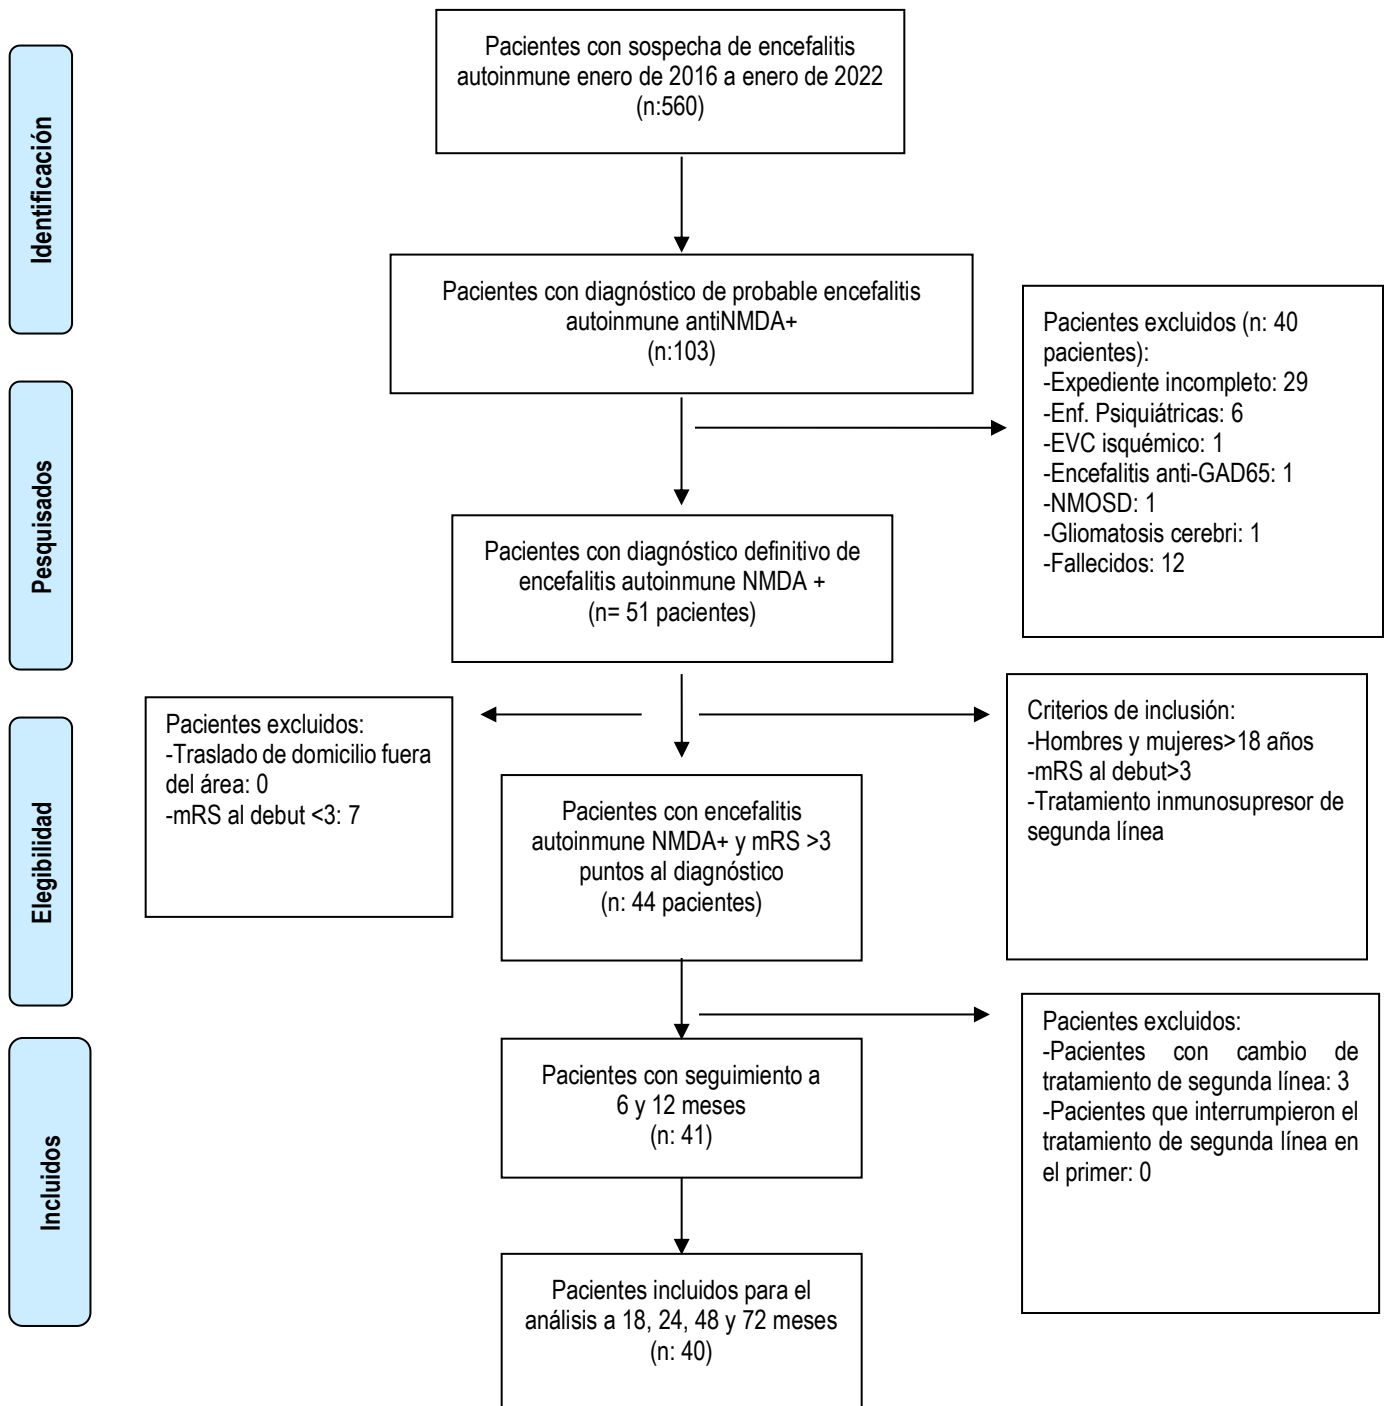 Identificación
Pacientes con sospecha de encefalitis
autoinmune enero de 2016 a enero de 2022
(n:560)
Pacientes con diagnóstico de probable encefalitis
autoinmune antiNMDA+
(n:103)
Pacientes excluidos (n: 40
pacientes):
-Expediente incompleto: 29
-Enf. Psiquiátricas: 6
-EVC isquémico: 1
-Encefalitis anti-GAD65: 1
-NMOSD: 1
-Gliomatosis cerebri: 1
-Fallecidos: 12
Pesquisados
Pacientes con diagnóstico definitivo de
encefalitis autoinmune NMDA +
(n= 51 pacientes)
Pacientes excluidos:
-Traslado de domicilio fuera
del área: 0
-mRS al debut <3: 7
Criterios de inclusión:
-Hombres y mujeres>18 años
-mRS al debut>3
-Tratamiento inmunosupresor de
segunda línea
Elegibilidad
Pacientes con encefalitis
autoinmune NMDA+ y mRS >3
puntos al diagnóstico
(n: 44 pacientes)
Pacientes excluidos:
-Pacientes con cambio de
tratamiento de segunda línea: 3
-Pacientes que interrumpieron el
tratamiento de segunda línea en
el primer: 0
Incluidos
Pacientes con seguimiento a
6 y 12 meses
(n: 41)
Pacientes incluidos para el
análisis a 18, 24, 48 y 72 meses
(n: 40)